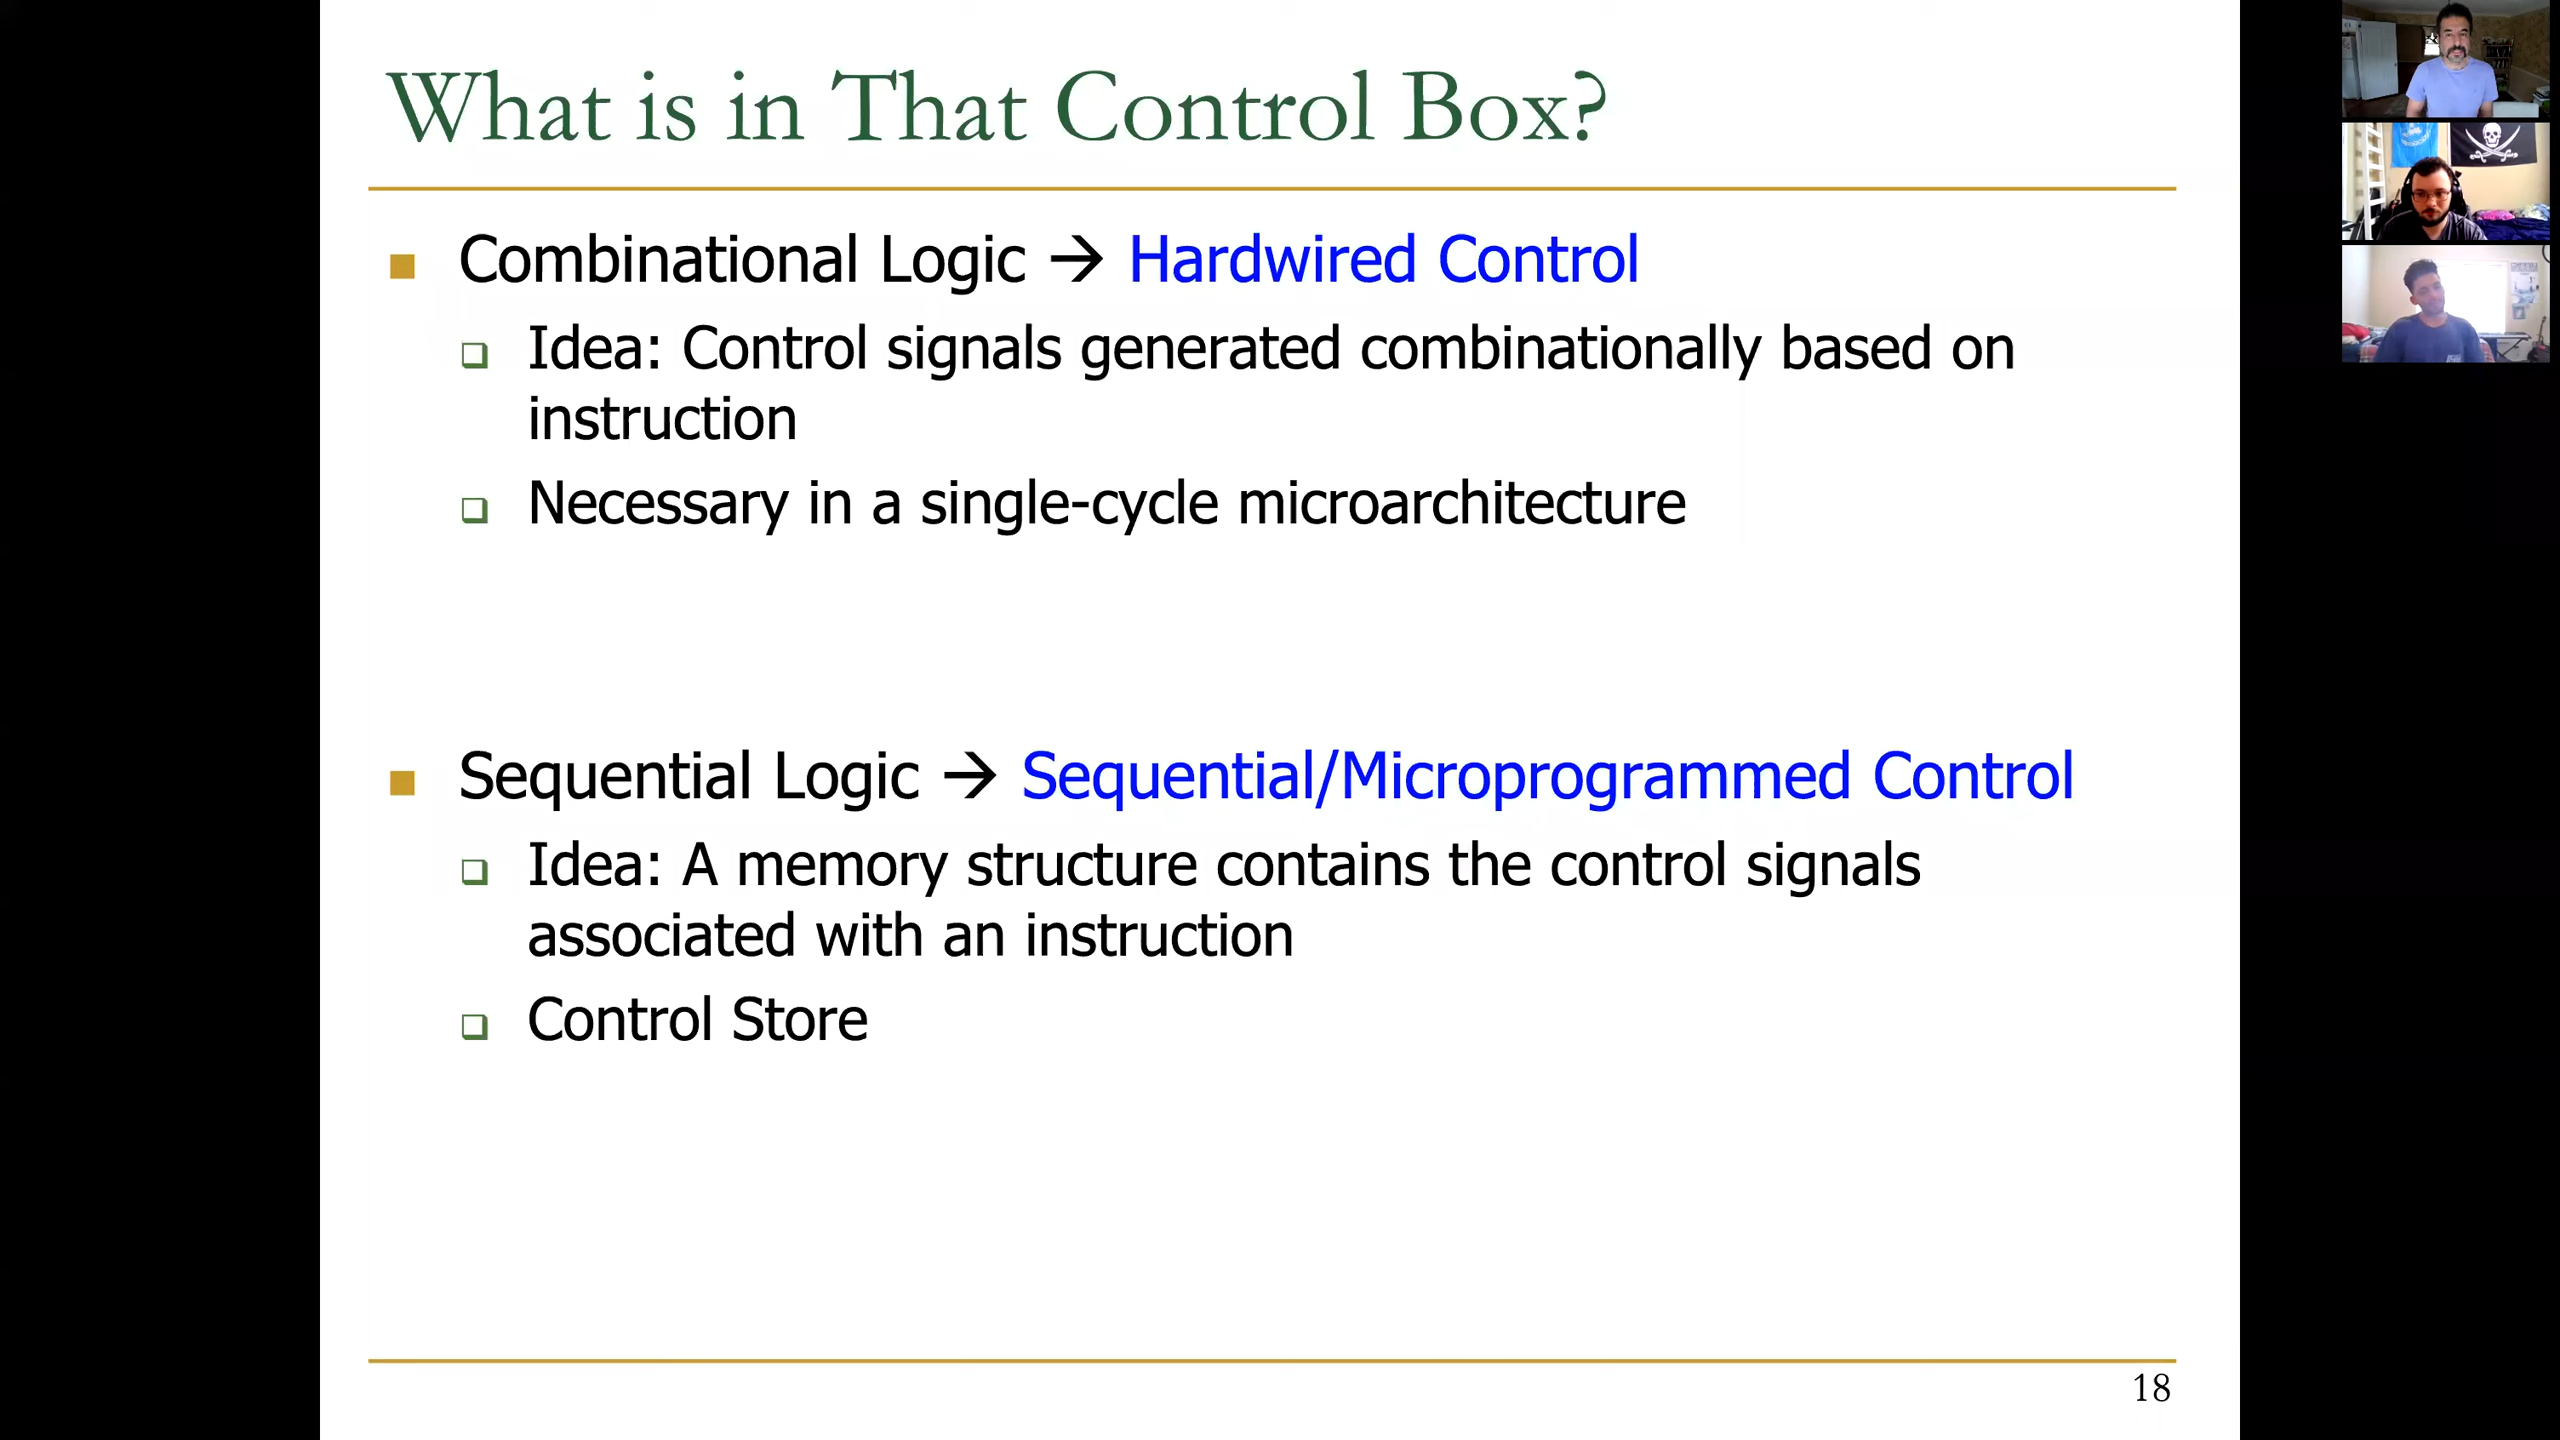 What is in That Control Box?
Combinational Logic → Hardwired Control
Idea: Control signals generated combinationally based on
instruction
Necessary in a single-cycle microarchitecture
Sequential Logic → Sequential/Microprogrammed Control
Idea: A memory structure contains the control signals
associated with an instruction
Control Store
18